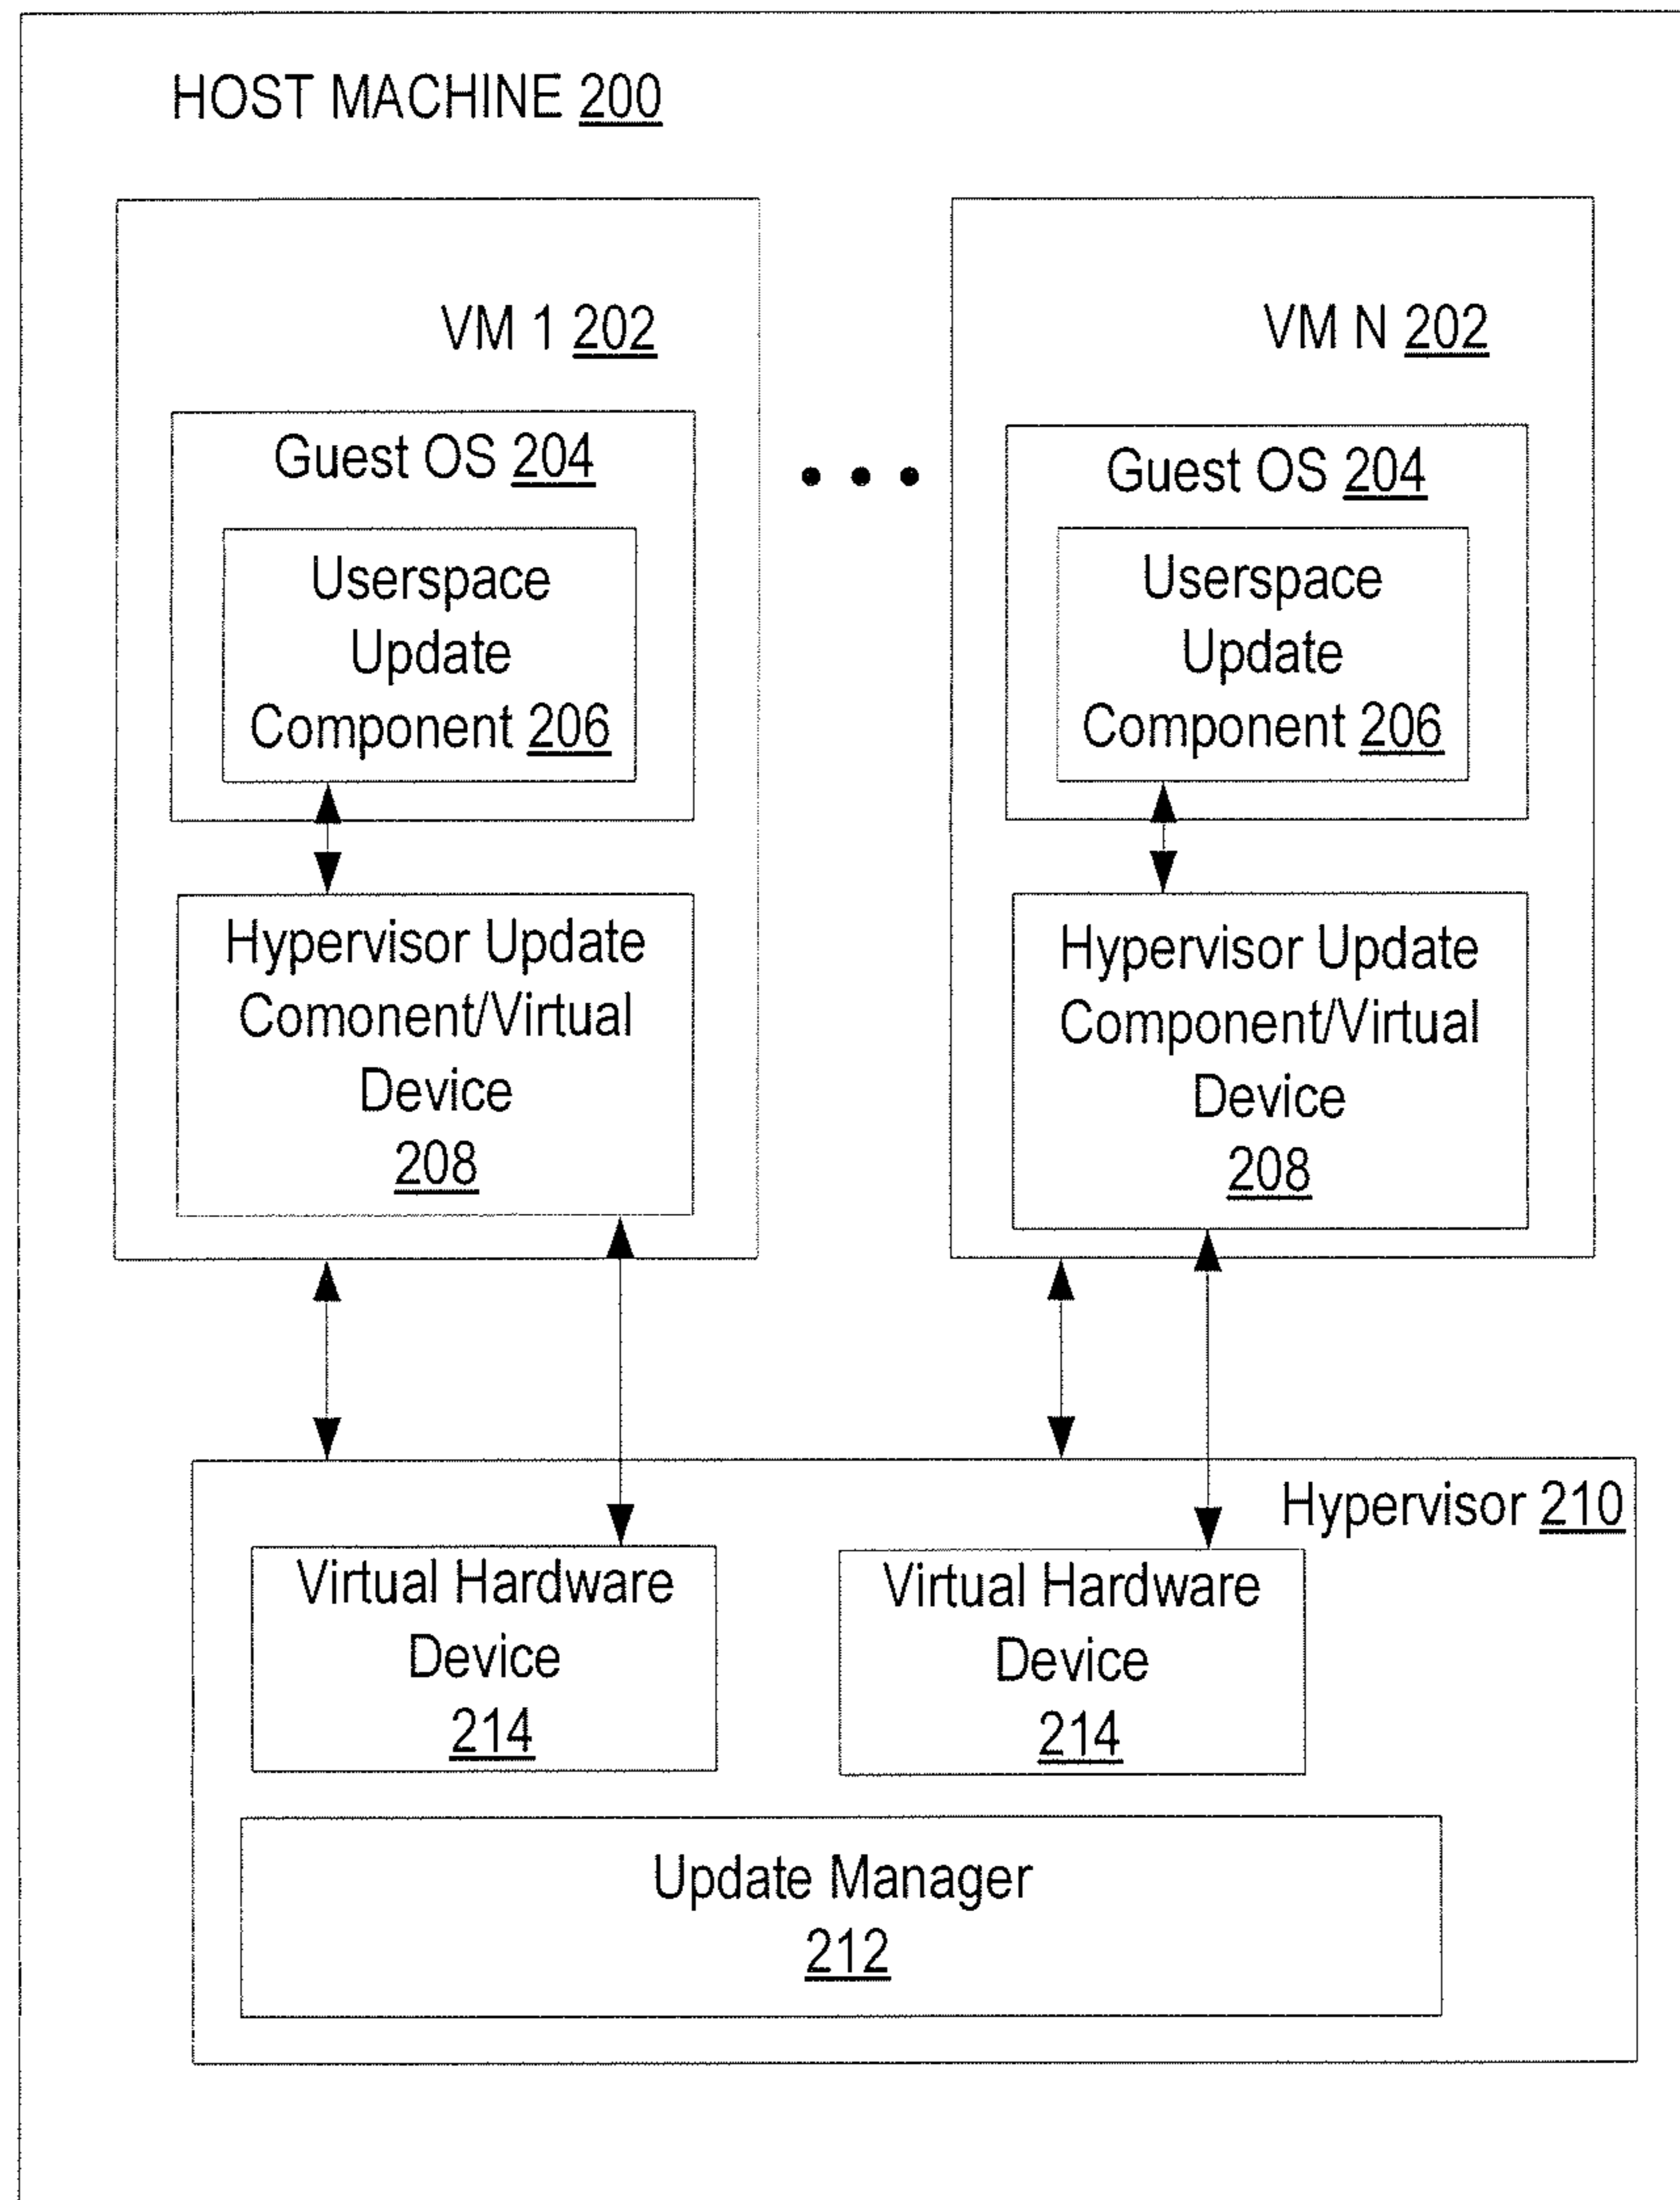 HOST MACHINE 200
VM 1 202
Guest OS 204
Userspace
Update
Component 206
Hypervisor Update
Comonent/Virtual
Device
208
VM N 202
Guest OS 204
Userspace
Update
Component 206
Hypervisor Update
Component/Virtual
Device
208
Hypervisor 210
Virtual Hardware
Device
214
Virtual Hardware
Device
214
Update Manager
212